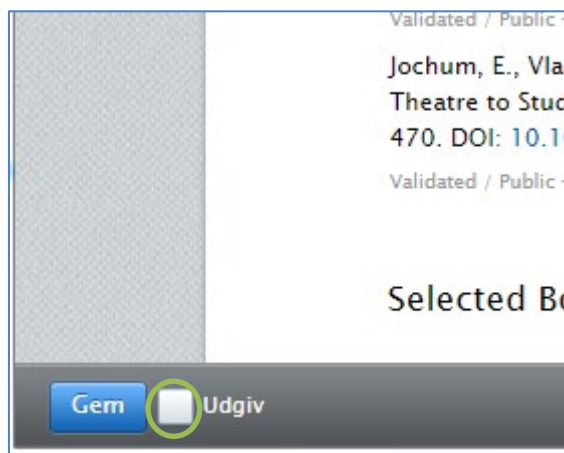 Validated / Public
Jochum, E., Vla
Theatre to Stud
470. DOI: 10.1
Validated / Public -
Selected Bo
Gem Udgiv